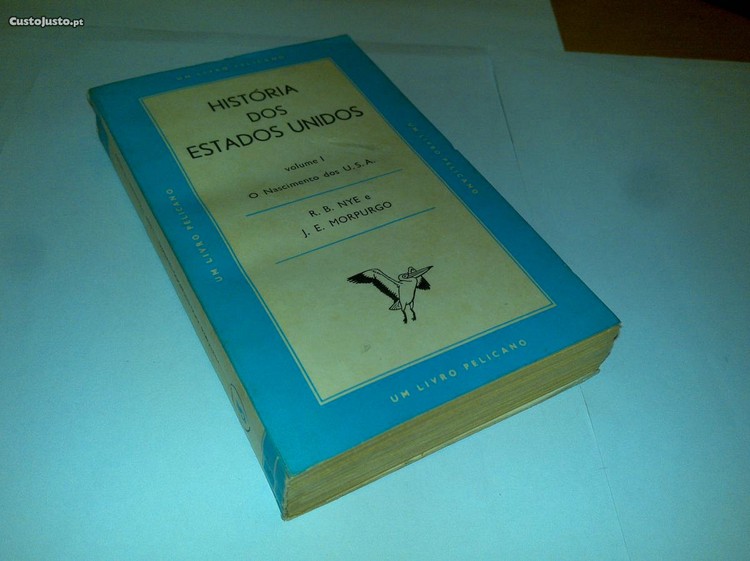 CustoJusto.pt
UM LIVRO PELICANO
HISTÓRIA
DOS
ESTADOS UNIDOS
volume I
O Nascimento dos U.S.A.
R. B. NYE e
J. E. MORPURGO
UM LIVRO PELICANO
UM LIVRO PELICANO
UM LIVRO PELICANO